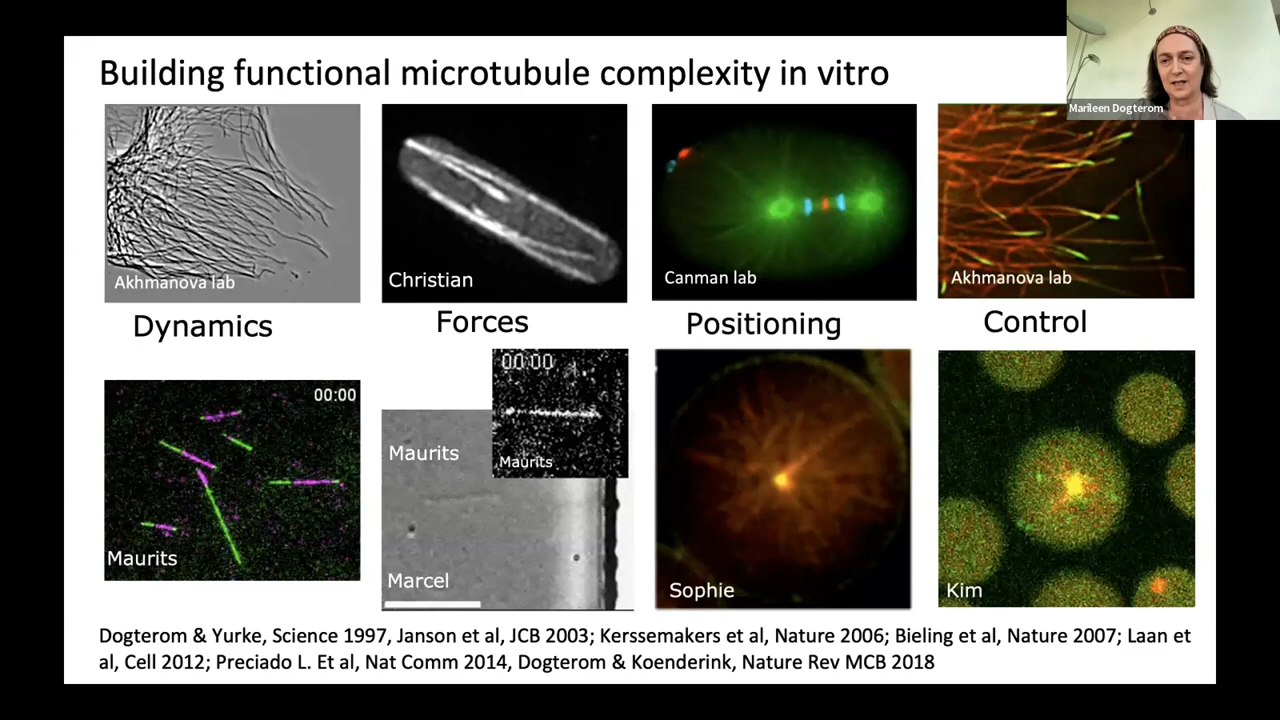 Building functional microtubule complexity in vitro
Marileen Dogterom
Akhmanova lab
Christian
Canman lab
Akhmanova lab
Dynamics
Forces
Positioning
Control
00:00
Maurits
00:00
Maurits
Maurits
Marcel
Sophie
Kim
Dogterom & Yurke, Science 1997, Janson et al, JCB 2003; Kerssemakers et al, Nature 2006; Bieling et al, Nature 2007; Laan et
al, Cell 2012; Preciado L. Et al, Nat Comm 2014, Dogterom & Koenderink, Nature Rev MCB 2018